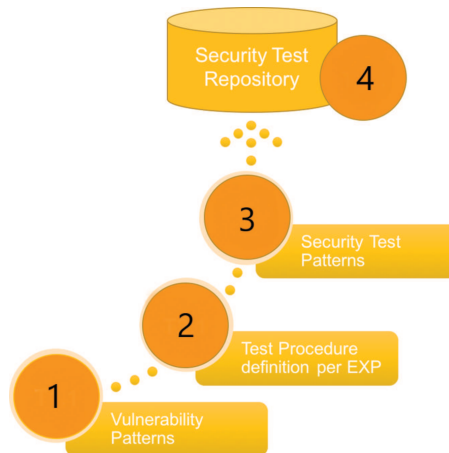 Security Test
Repository
4
3
Security Test
Patterns
2
Test Procedure
definition per EXP
1
Vulnerability
Patterns